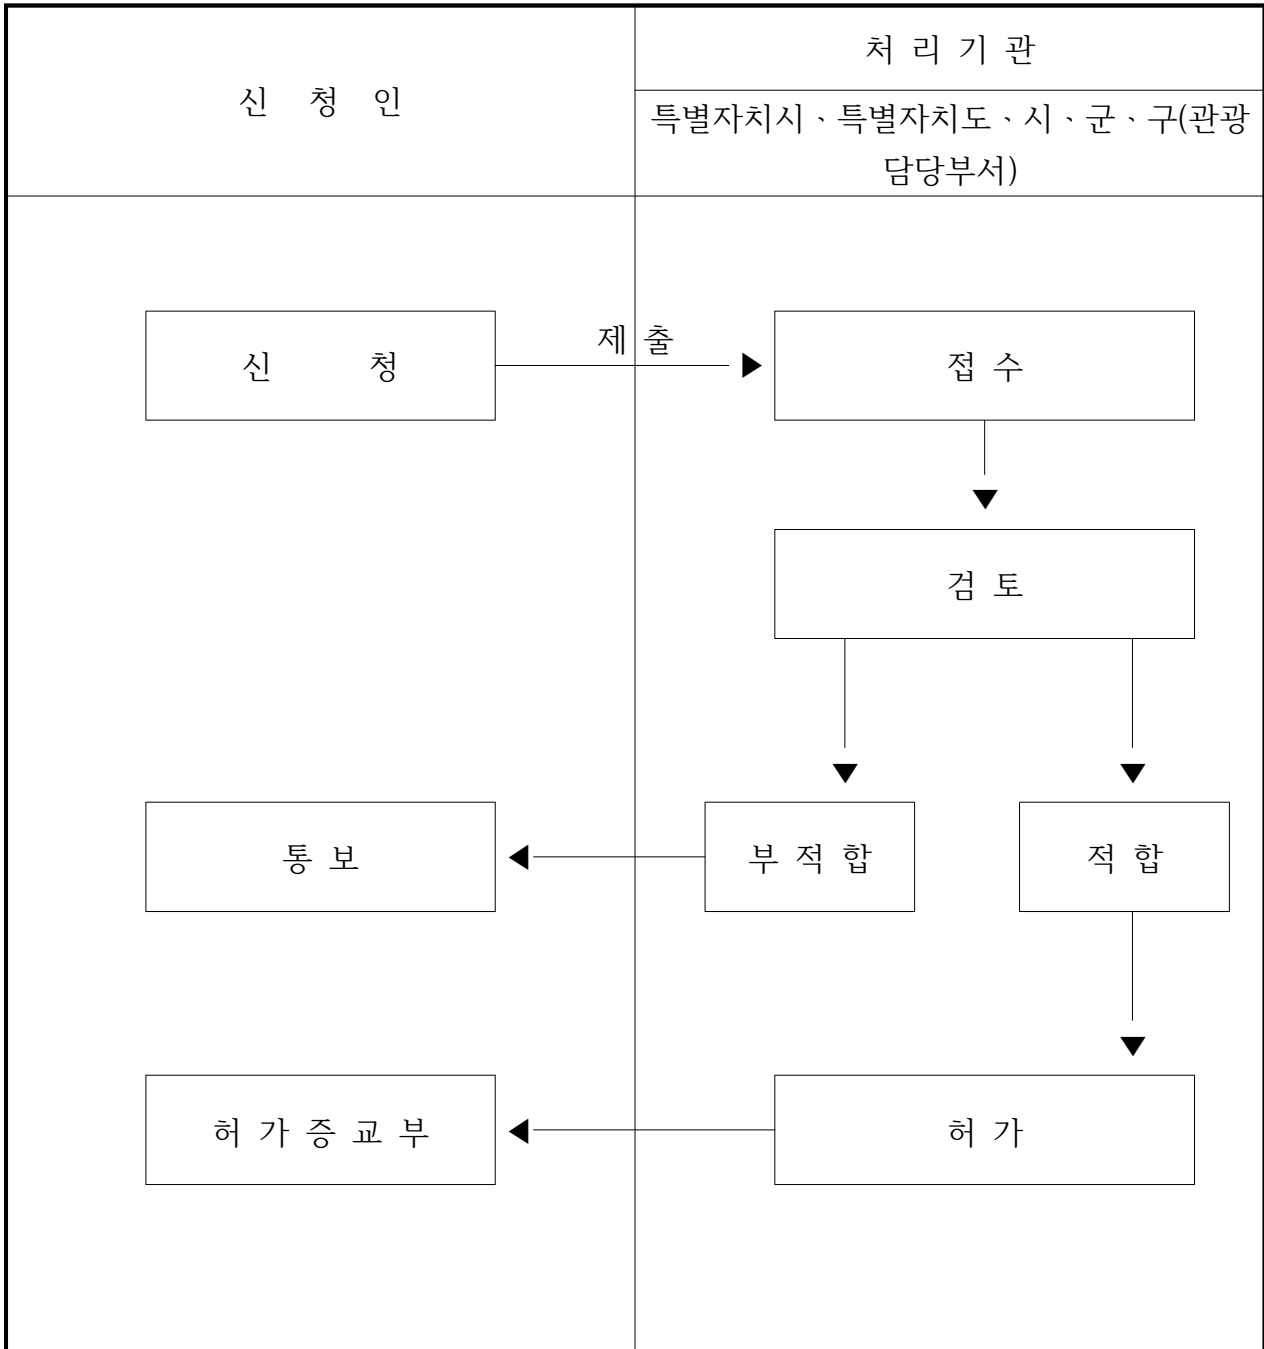 신 청 인
처 리 기 관
특별자치시ㆍ특별자치도ㆍ시ㆍ군ㆍ구(관광
담당부서)
제 출
신 청
접 수
검 토
통 보
부 적 합
적 합
허 가 증 교 부
허 가